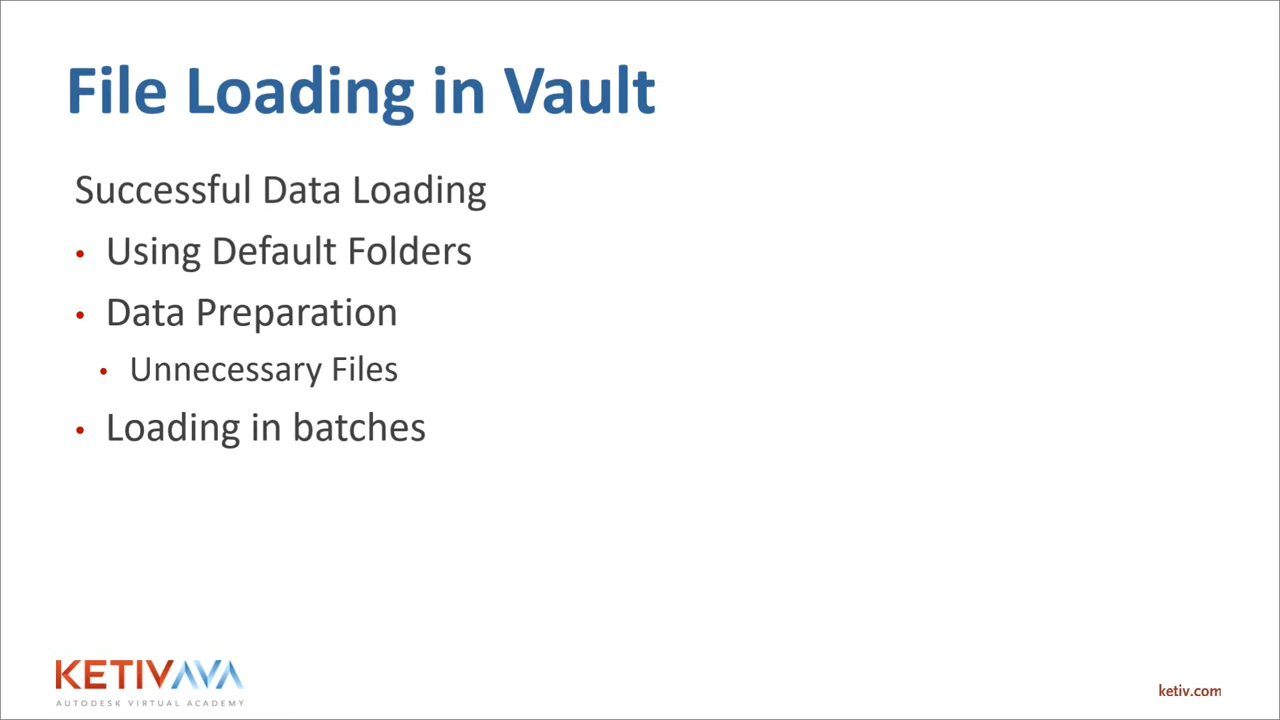 File Loading in Vault
Successful Data Loading
• Using Default Folders
• Data Preparation
• Unnecessary Files
• Loading in batches
KETIVAVA
AUTODESK VIRTUAL ACADEMY
ketiv.com